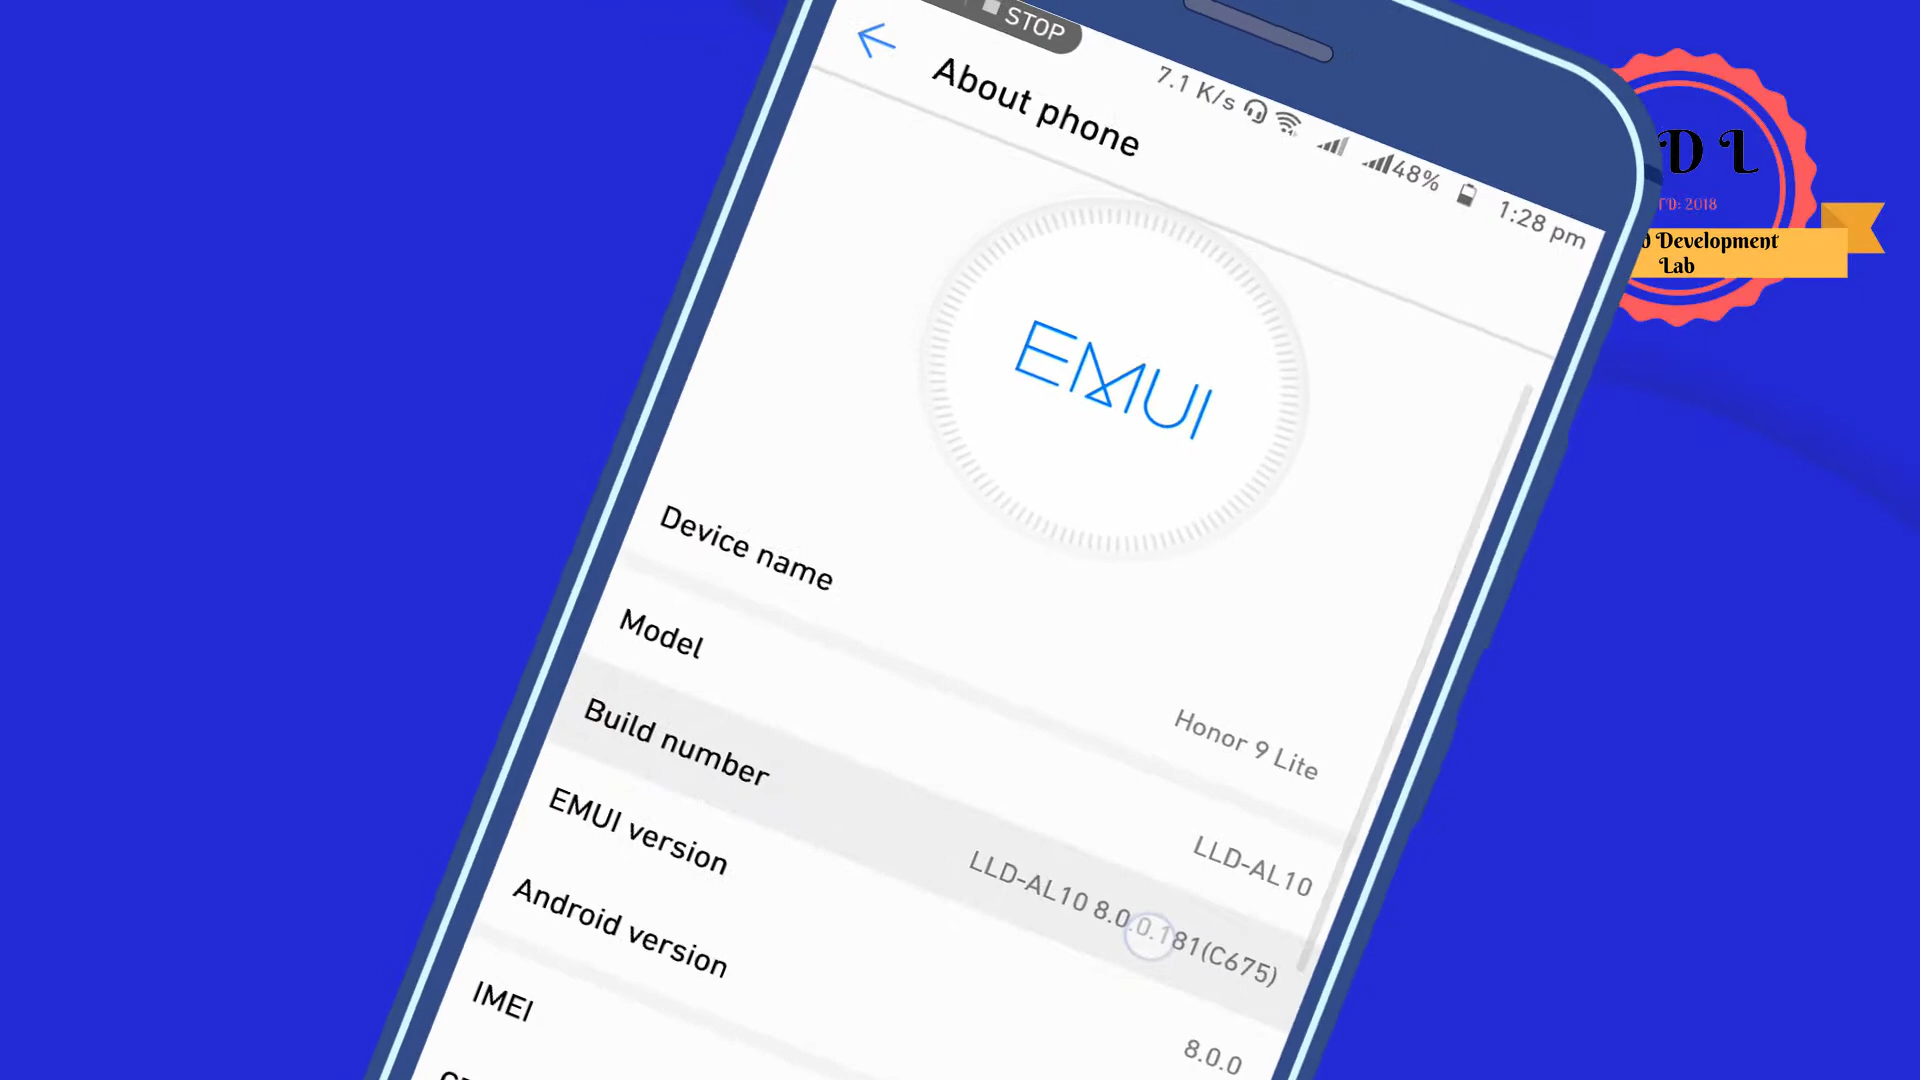 STOP
7.1 K/s
48%
1:28 pm
About phone
EMUI
Device name
Honor 9 Lite
Model
LLD-AL10
Build number
LLD-AL10 8.0.0.181(C675)
EMUI version
8.0.0
Android version
IMEI
D L
T'D: 2018
Development
Lab